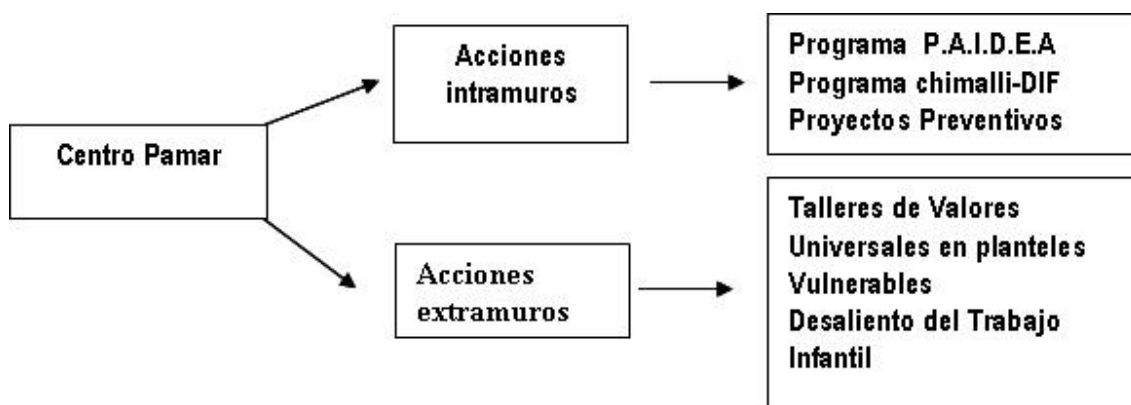 Centro Pamar
Acciones
intramuros
Programa P.A.I.D.E.A
Programa chimalli-DIF
Proyectos Preventivos
Acciones
extramuros
Talleres de Valores
Universales en planteles
Vulnerables
Desaliento del Trabajo
Infantil